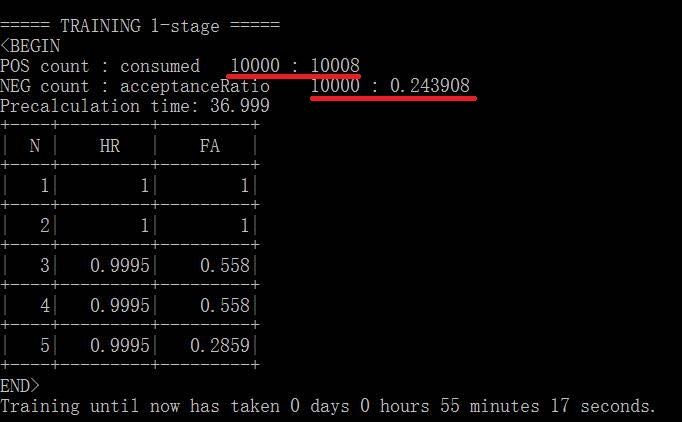 ===== TRAINING 1-stage =====
<BEGIN
POS count : consumed   10000 : 10008
NEG count : acceptanceRatio    10000 : 0.243908
Precalculation time: 36.999
+----+---------+---------+
|  N |    HR   |    FA   |
+----+---------+---------+
|   1|        1|        1|
+----+---------+---------+
|   2|        1|        1|
+----+---------+---------+
|   3|   0.9995|    0.558|
+----+---------+---------+
|   4|   0.9995|    0.558|
+----+---------+---------+
|   5|   0.9995|   0.2859|
+----+---------+---------+
END>
Training until now has taken 0 days 0 hours 55 minutes 17 seconds.